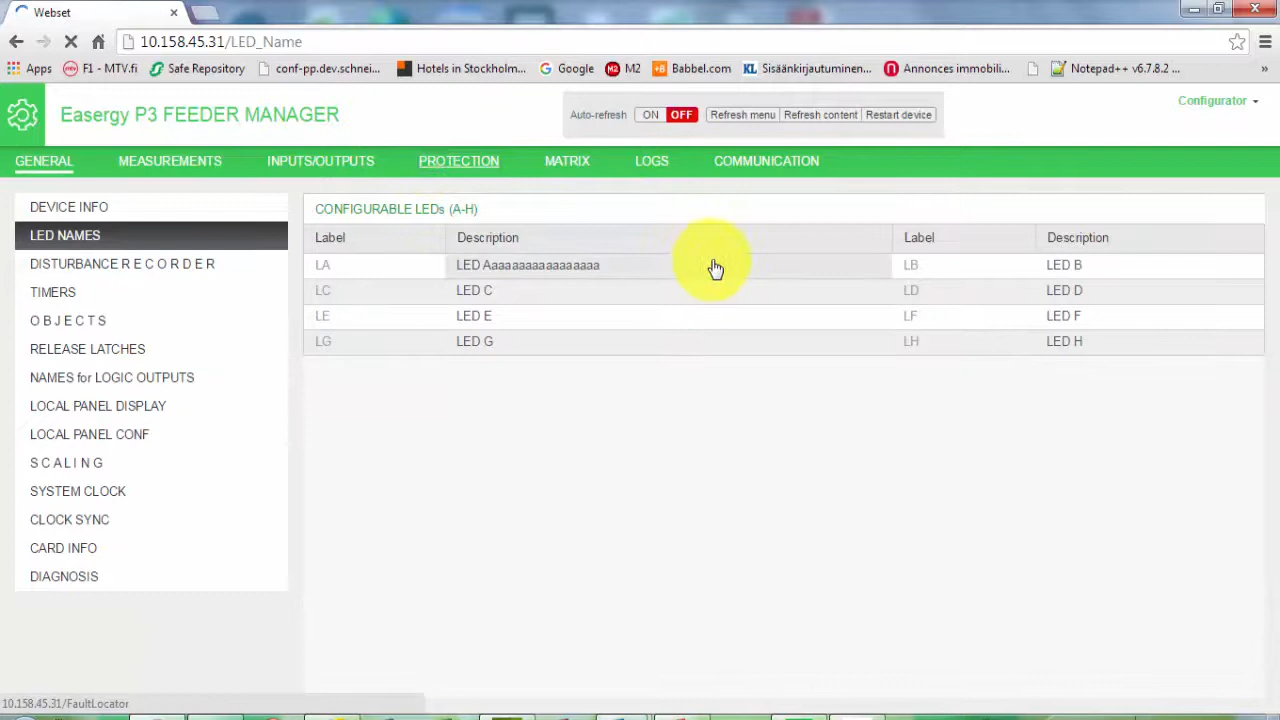 Webset
10.158.45.31/LED_Name
Apps F1 - MTV.fi Safe Repository conf-pp.dev.schnei... Hotels in Stockholm... Google M2 Babbel.com Sisäänkirjautuminen... Annonces immobili... Notepad++ v6.7.8.2 ... »
Easergy P3 FEEDER MANAGER
Auto-refresh ON OFF Refresh menu Refresh content Restart device
Configurator
GENERAL MEASUREMENTS INPUTS/OUTPUTS PROTECTION MATRIX LOGS COMMUNICATION
DEVICE INFO
LED NAMES
DISTURBANCE R E C O R D E R
TIMERS
O B J E C T S
RELEASE LATCHES
NAMES for LOGIC OUTPUTS
LOCAL PANEL DISPLAY
LOCAL PANEL CONF
S C A L I N G
SYSTEM CLOCK
CLOCK SYNC
CARD INFO
DIAGNOSIS
CONFIGURABLE LEDs (A-H)
Label Description Label Description
LA LED Aaaaaaaaaaaaaaaaa LB LED B
LC LED C LD LED D
LE LED E LF LED F
LG LED G LH LED H
10.158.45.31/FaultLocator